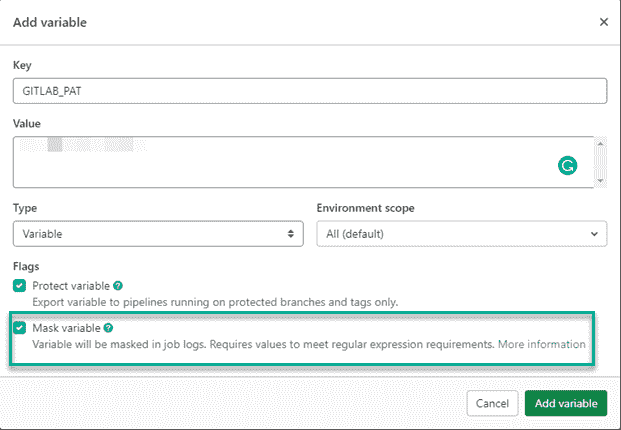 Add variable
Key
GITLAB_PAT
Value
Type Environment scope
Variable All (default)
Flags
Protect variable
Export variable to pipelines running on protected branches and tags only.
Mask variable
Variable will be masked in job logs. Requires values to meet regular expression requirements. More information
Cancel Add variable